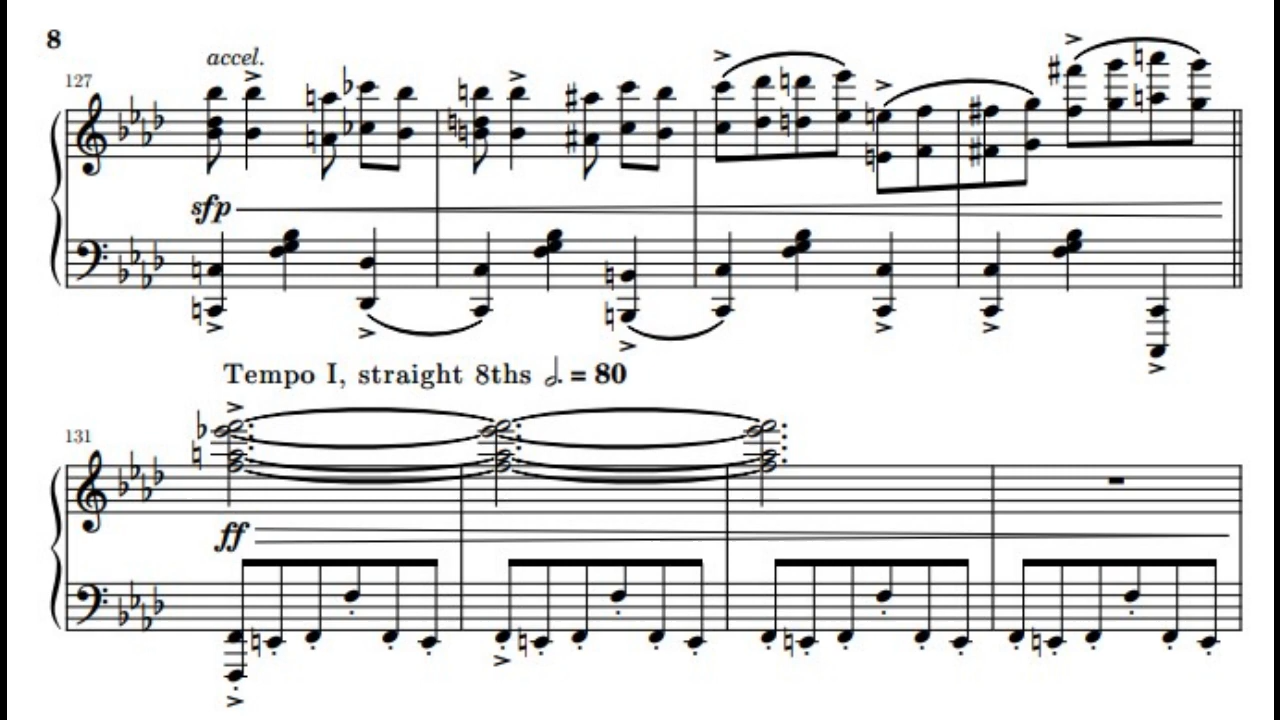 8
accel.
127
sfp
Tempo I, straight 8ths 𝅗𝅥. = 80
131
ff